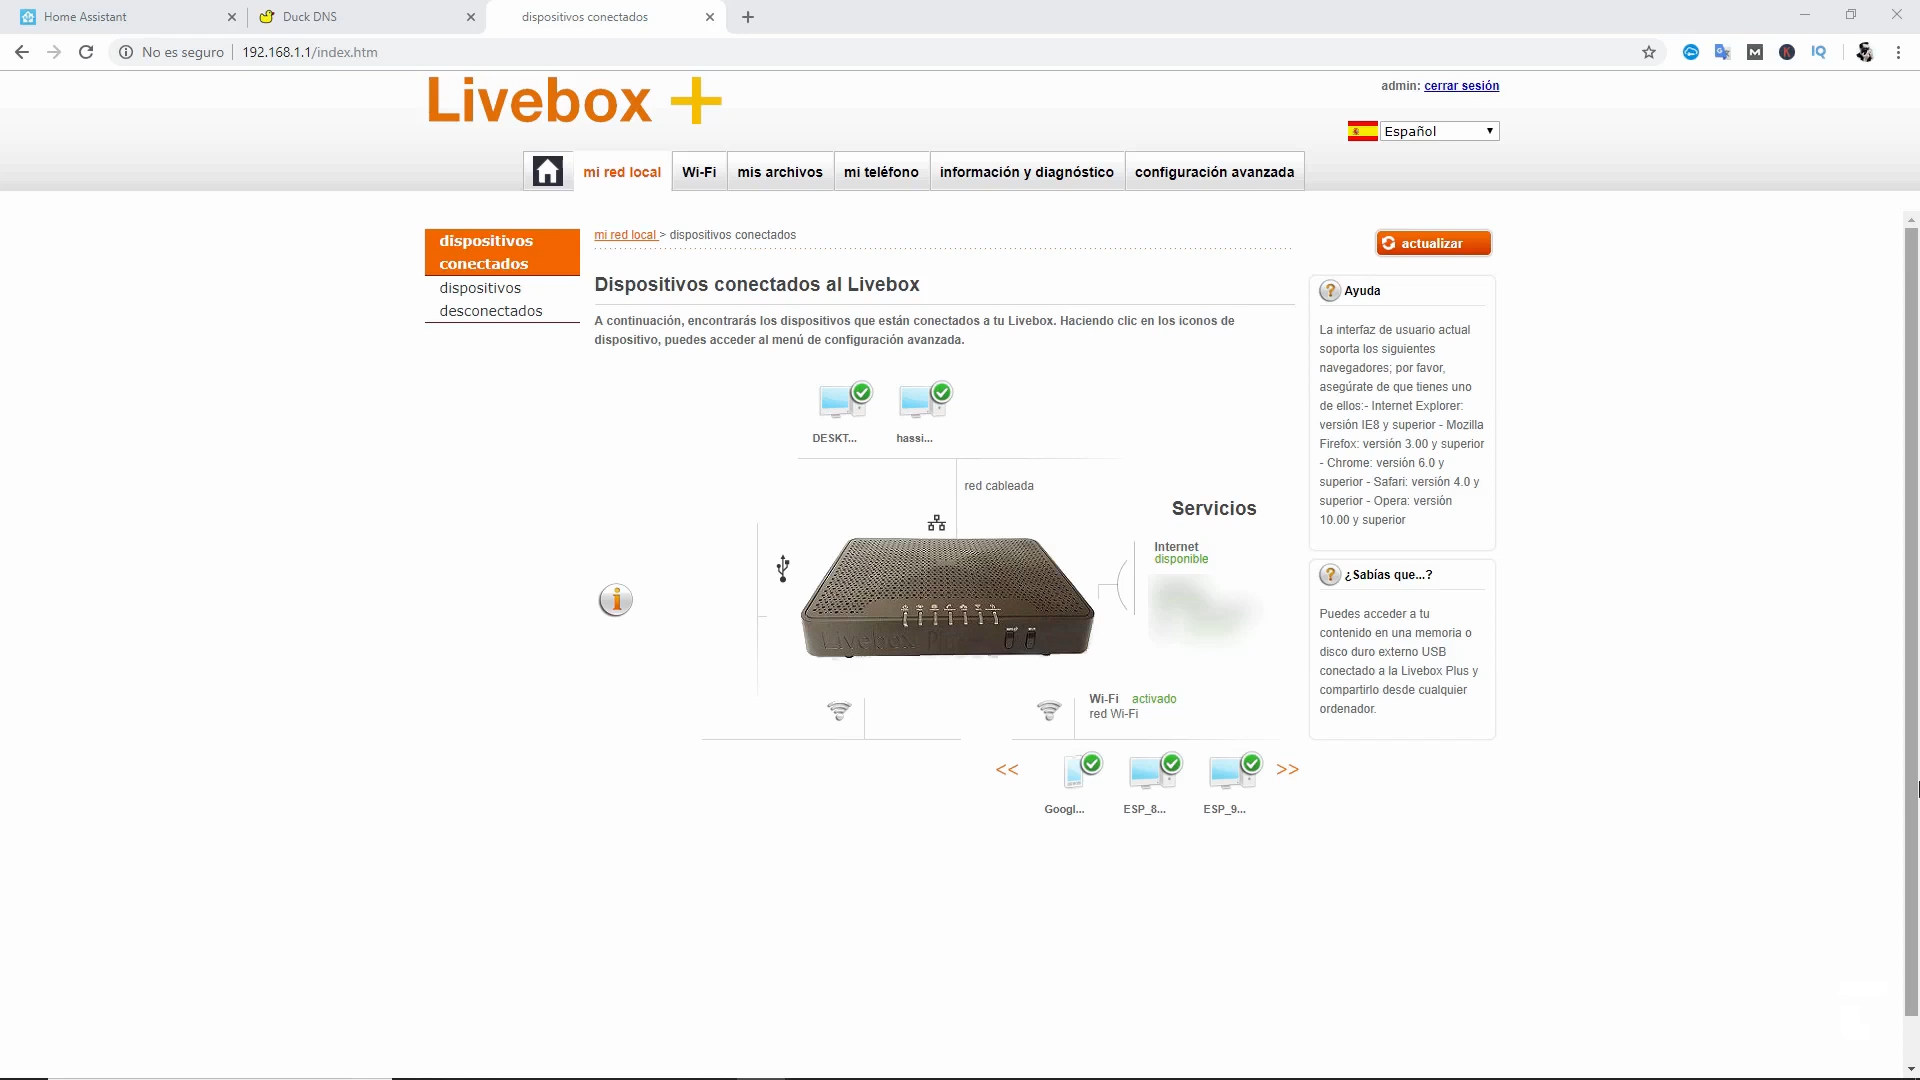 Home Assistant
Duck DNS
dispositivos conectados
No es seguro
192.168.1.1/index.htm
Livebox +
admin: cerrar sesión
Español
mi red local
Wi-Fi
mis archivos
mi teléfono
información y diagnóstico
configuración avanzada
dispositivos
conectados
dispositivos
desconectados
mi red local > dispositivos conectados
actualizar
Dispositivos conectados al Livebox
A continuación, encontrarás los dispositivos que están conectados a tu Livebox. Haciendo clic en los iconos de
dispositivo, puedes acceder al menú de configuración avanzada.
DESKT...
hassi...
red cableada
Servicios
Internet
disponible
Livebox
Wi-Fi activado
red Wi-Fi
<<
>>
Googl...
ESP_8...
ESP_9...
Ayuda
La interfaz de usuario actual
soporta los siguientes
navegadores; por favor,
asegúrate de que tienes uno
de ellos:- Internet Explorer:
versión IE8 y superior - Mozilla
Firefox: versión 3.00 y superior
- Chrome: versión 6.0 y
superior - Safari: versión 4.0 y
superior - Opera: versión
10.00 y superior
¿Sabías que...?
Puedes acceder a tu
contenido en una memoria o
disco duro externo USB
conectado a la Livebox Plus y
compartirlo desde cualquier
ordenador.